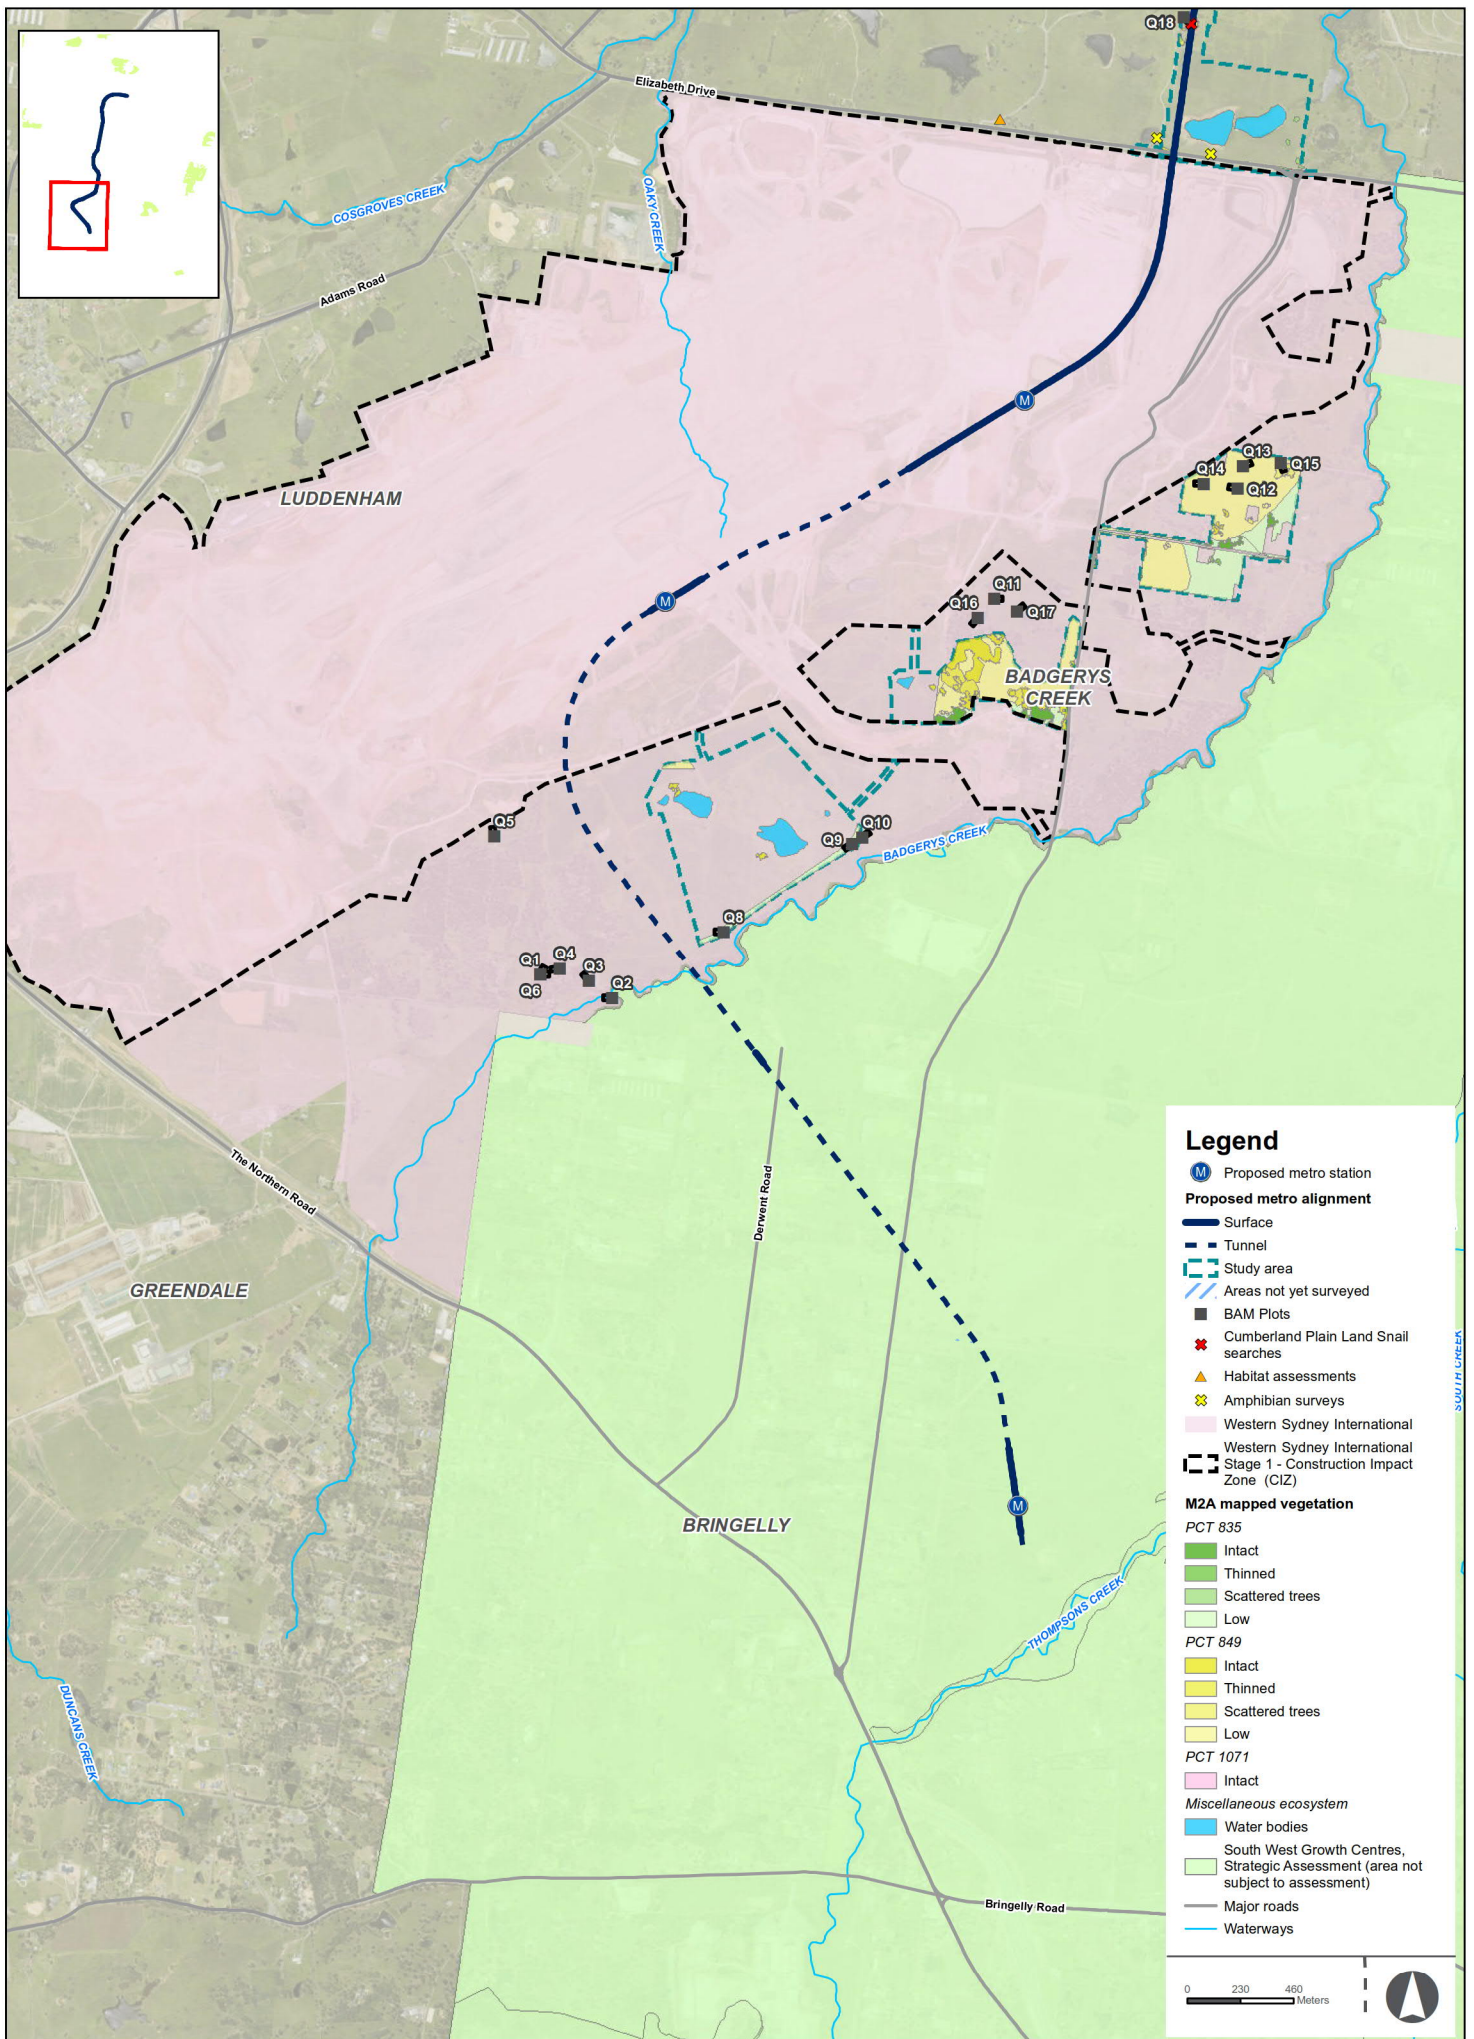 Q18
Elizabeth Drive
COSGROVES CREEK
OAKY CREEK
Adams Road
M
LUDDENHAM
Q13
Q14
Q15
Q12
M
Q11
Q16
Q17
BADGERYS
CREEK
Q5
Q10
Q9
BADGERYS CREEK
Q8
Q1
Q4
Q3
Q6
Q2
The Northern Road
Derwent Road
GREENDALE
M
BRINGELLY
THOMPSONS CREEK
DUNCANS CREEK
Bringelly Road
SOUTH CREEK
Legend
M Proposed metro station
Proposed metro alignment
Surface
Tunnel
Study area
Areas not yet surveyed
BAM Plots
Cumberland Plain Land Snail
searches
Habitat assessments
Amphibian surveys
Western Sydney International
Western Sydney International
Stage 1 - Construction Impact
Zone (CIZ)
M2A mapped vegetation
PCT 835
Intact
Thinned
Scattered trees
Low
PCT 849
Intact
Thinned
Scattered trees
Low
PCT 1071
Intact
Miscellaneous ecosystem
Water bodies
South West Growth Centres,
Strategic Assessment (area not
subject to assessment)
Major roads
Waterways
0 230 460
Meters